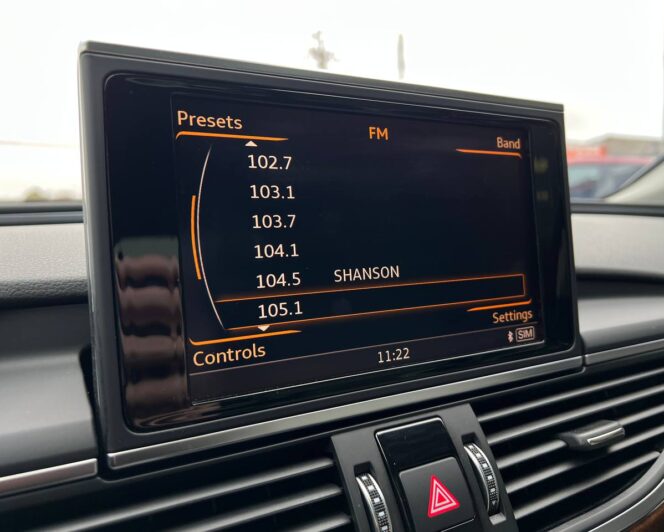 Presets
FM
Band
102.7
103.1
103.7
104.1
104.5 SHANSON
105.1
Settings
Controls
11:22
SIM